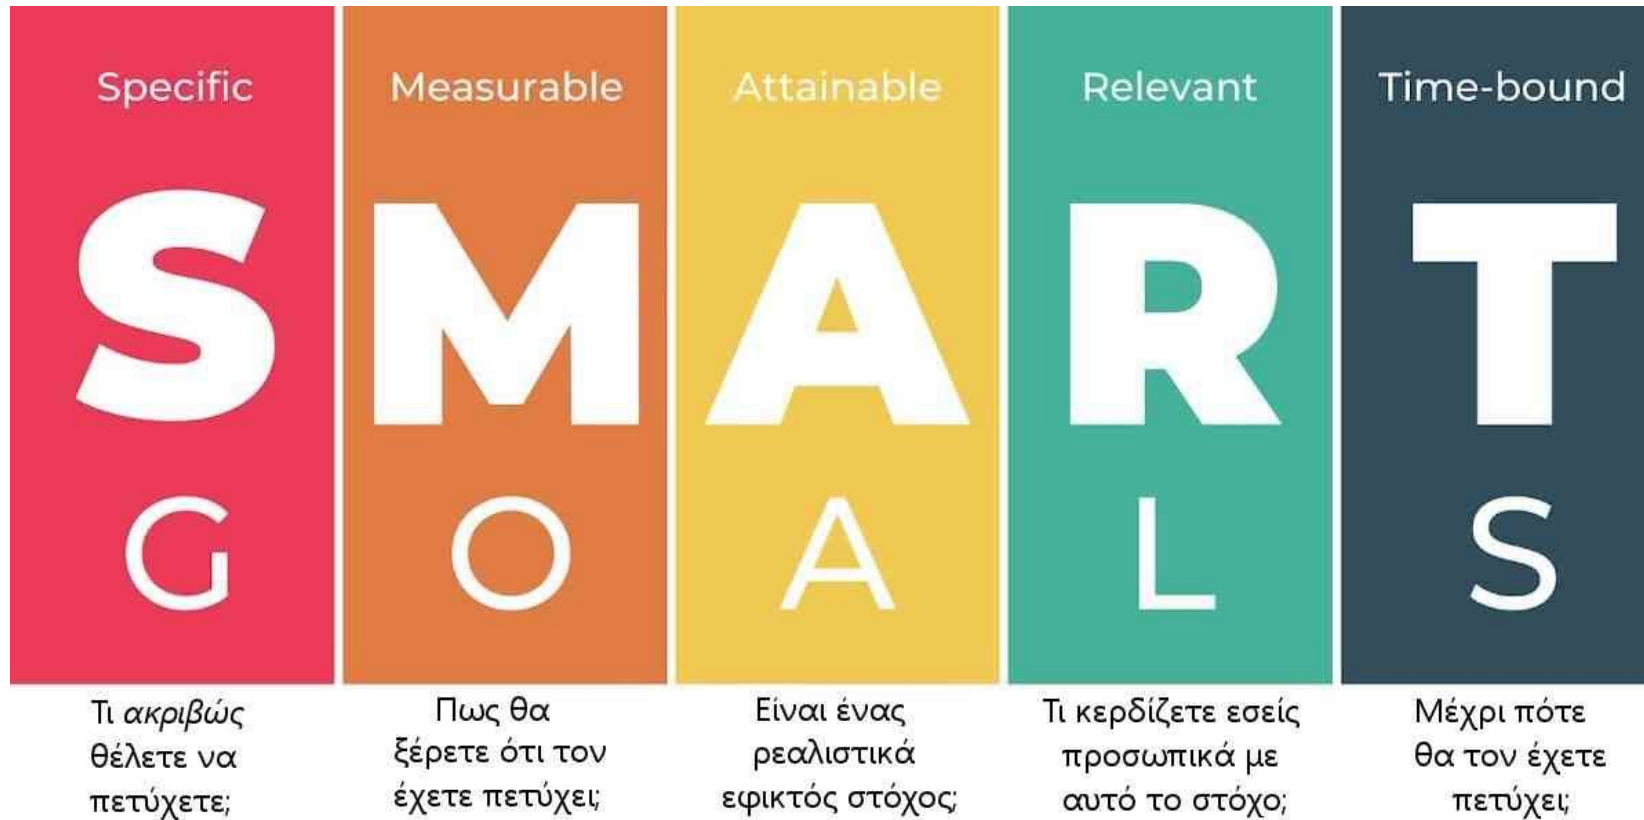 Specific Measurable Attainable Relevant Time-bound
S M A R T
G O A L S
Τι ακριβώς
θέλετε να
πετύχετε;
Πως θα
ξέρετε ότι τον
έχετε πετύχει;
Είναι ένας
ρεαλιστικά
εφικτός στόχος;
Τι κερδίζετε εσείς
προσωπικά με
αυτό το στόχο;
Μέχρι πότε
θα τον έχετε
πετύχει;